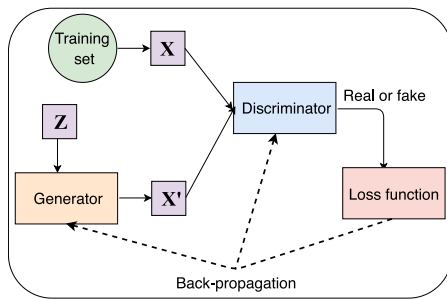 Training
set
X
Z
Discriminator
Real or fake
Generator
X'
Loss function
Back-propagation